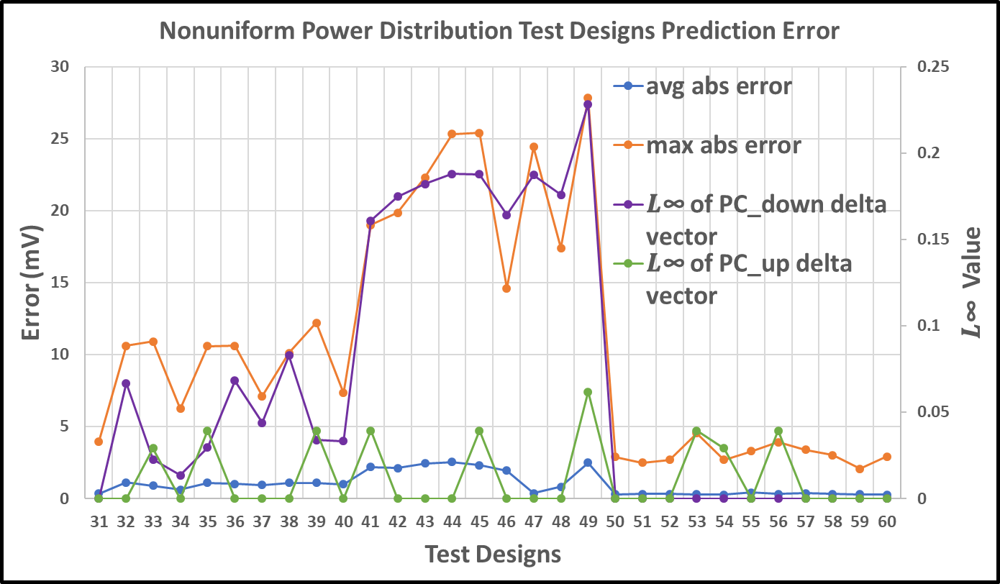 Nonuniform Power Distribution Test Designs Prediction Error
30
25
20
15
10
5
0
Error (mV)
0.25
0.2
0.15
0.1
0.05
0
L∞ Value
avg abs error
max abs error
L∞ of PC_down delta
vector
L∞ of PC_up delta
vector
31 32 33 34 35 36 37 38 39 40 41 42 43 44 45 46 47 48 49 50 51 52 53 54 55 56 57 58 59 60
Test Designs